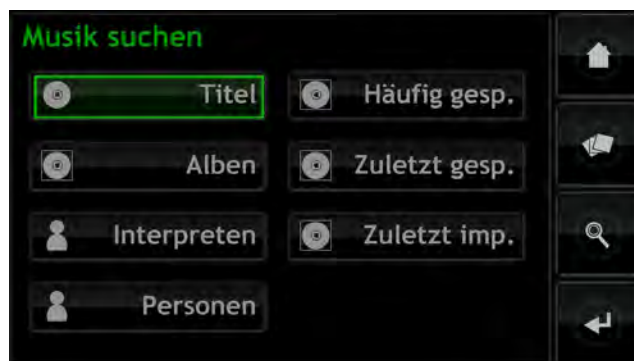 Musik suchen
Titel
Häufig gesp.
Alben
Zuletzt gesp.
Interpreten
Zuletzt imp.
Personen